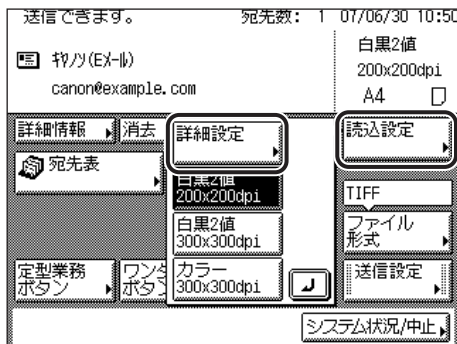 送信できます。 宛先数: 1 07/06/30 10:50
キヤノン(Eメール)
canon@example.com
白黒2値
200x200dpi
A4
詳細情報 消去 詳細設定 読込設定
宛先表
白黒2値
200x200dpi
TIFF
白黒2値
300x300dpi
ファイル
形式
定型業務
ボタン
ワンタ
ボタン
カラー
300x300dpi
送信設定
システム状況/中止